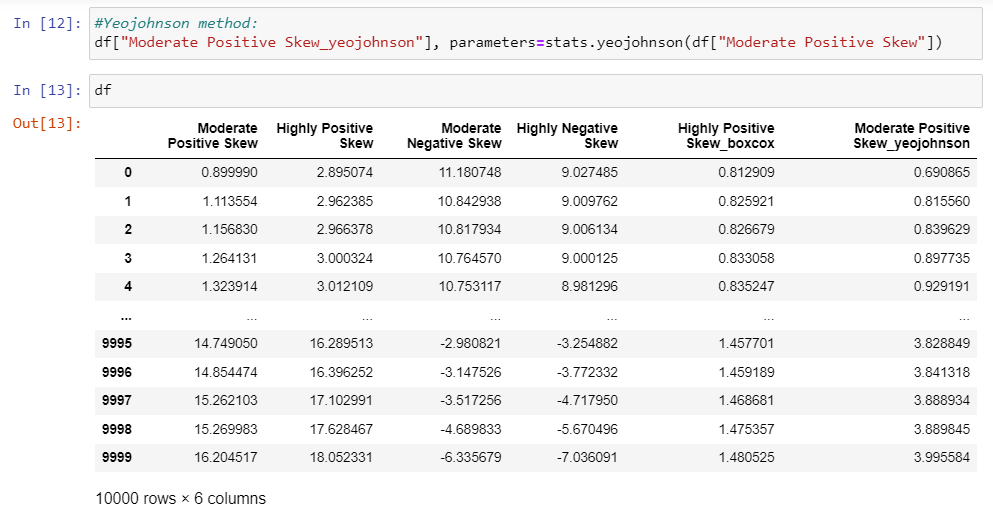 In [12]: #Yeojohnson method:
df["Moderate Positive Skew_yeojohnson"], parameters=stats.yeojohnson(df["Moderate Positive Skew"])
In [13]: df
Out[13]:
Moderate Highly Positive Moderate Highly Negative Highly Positive Moderate Positive
Positive Skew Skew Negative Skew Skew Skew_boxcox Skew_yeojohnson
0 0.899990 2.895074 11.180748 9.027485 0.812909 0.690865
1 1.113554 2.962385 10.842938 9.009762 0.825921 0.815560
2 1.156830 2.966378 10.817934 9.006134 0.826679 0.839629
3 1.264131 3.000324 10.764570 9.000125 0.833058 0.897735
4 1.323914 3.012109 10.753117 8.981296 0.835247 0.929191
... ... ... ... ... ... ...
9995 14.749050 16.289513 -2.980821 -3.254882 1.457701 3.828849
9996 14.854474 16.396252 -3.147526 -3.772332 1.459189 3.841318
9997 15.262103 17.102991 -3.517256 -4.717950 1.468681 3.888934
9998 15.269983 17.628467 -4.689833 -5.670496 1.475357 3.889845
9999 16.204517 18.052331 -6.335679 -7.036091 1.480525 3.995584
10000 rows × 6 columns